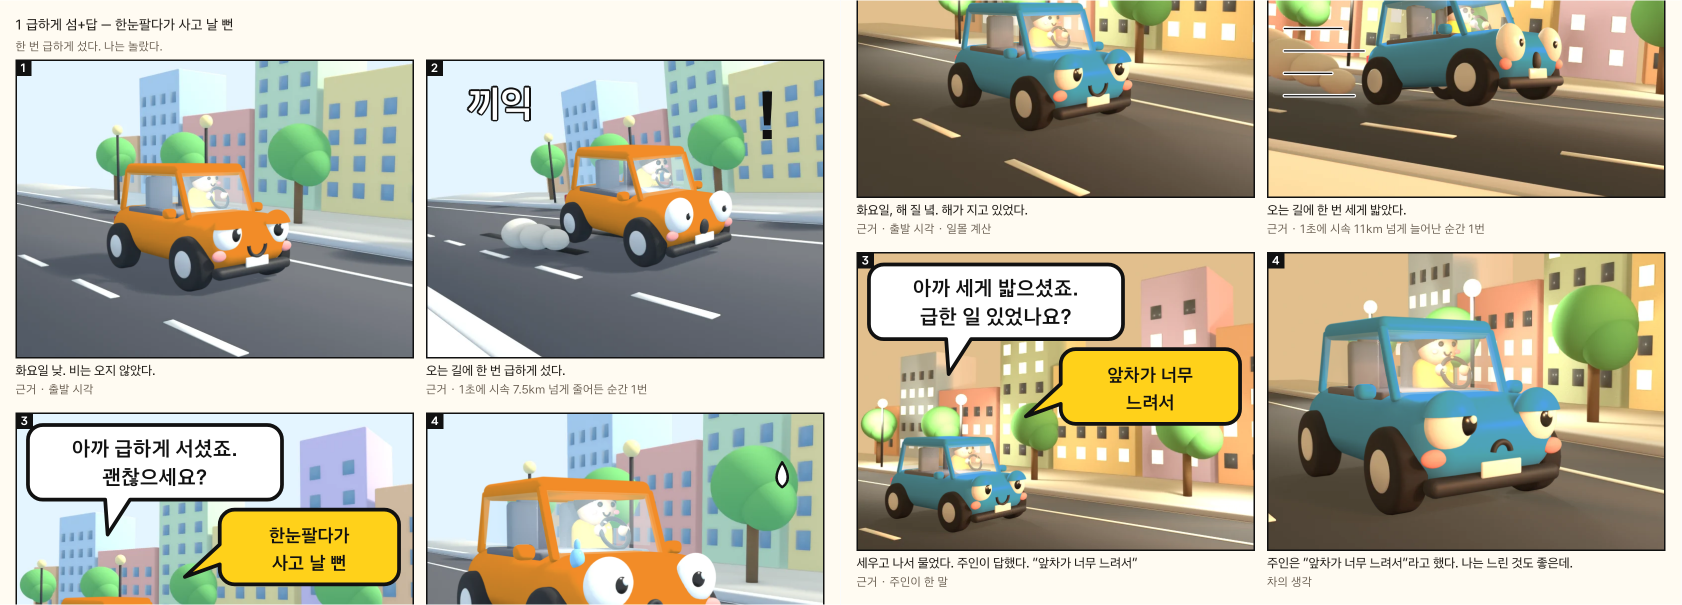 1 급하게 섬+답 — 한눈팔다가 사고 날 뻔
한 번 급하게 섰다. 나는 놀랐다.
1
2
끼익
!
화요일 낮. 비는 오지 않았다.
근거 · 출발 시각
오는 길에 한 번 급하게 섰다.
근거 · 1초에 시속 7.5km 넘게 줄어든 순간 1번
3
아까 급하게 서셨죠.
괜찮으세요?
한눈팔다가
사고 날 뻔
4
화요일, 해 질 녘. 해가 지고 있었다.
근거 · 출발 시각 · 일몰 계산
오는 길에 한 번 세게 밟았다.
근거 · 1초에 시속 11km 넘게 늘어난 순간 1번
3
아까 세게 밟으셨죠.
급한 일 있었나요?
앞차가 너무
느려서
4
세우고 나서 물었다. 주인이 답했다. “앞차가 너무 느려서”
근거 · 주인이 한 말
주인은 “앞차가 너무 느려서”라고 했다. 나는 느린 것도 좋은데.
차의 생각